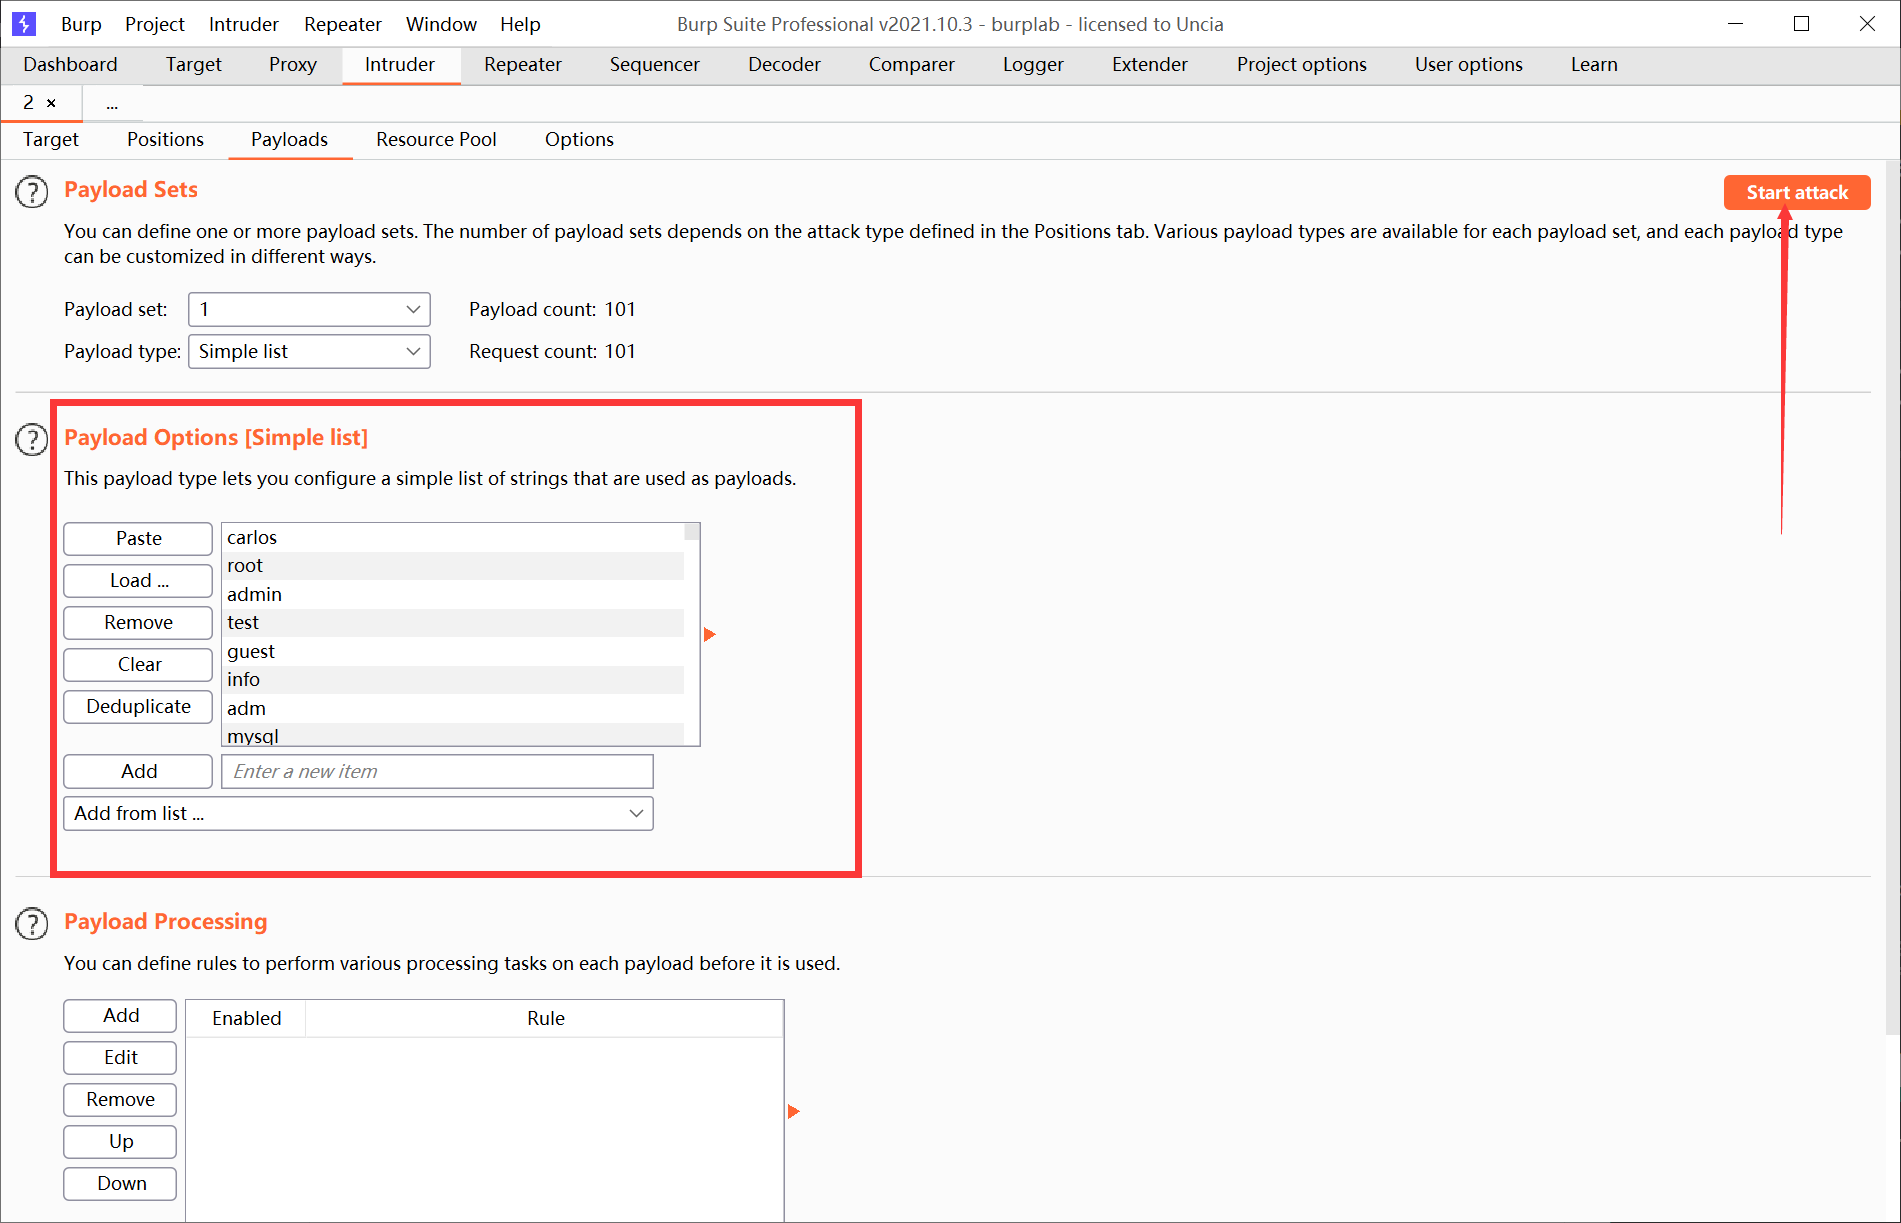 Burp Project Intruder Repeater Window Help Burp Suite Professional v2021.10.3 - burplab - licensed to Uncia
Dashboard Target Proxy Intruder Repeater Sequencer Decoder Comparer Logger Extender Project options User options Learn
2 × ...
Target Positions Payloads Resource Pool Options
? Payload Sets Start attack
You can define one or more payload sets. The number of payload sets depends on the attack type defined in the Positions tab. Various payload types are available for each payload set, and each payload type
can be customized in different ways.
Payload set: 1 Payload count: 101
Payload type: Simple list Request count: 101
? Payload Options [Simple list]
This payload type lets you configure a simple list of strings that are used as payloads.
Paste
Load ...
Remove
Clear
Deduplicate
carlos
root
admin
test
guest
info
adm
mysql
Add Enter a new item
Add from list ...
? Payload Processing
You can define rules to perform various processing tasks on each payload before it is used.
Add
Edit
Remove
Up
Down
Enabled Rule